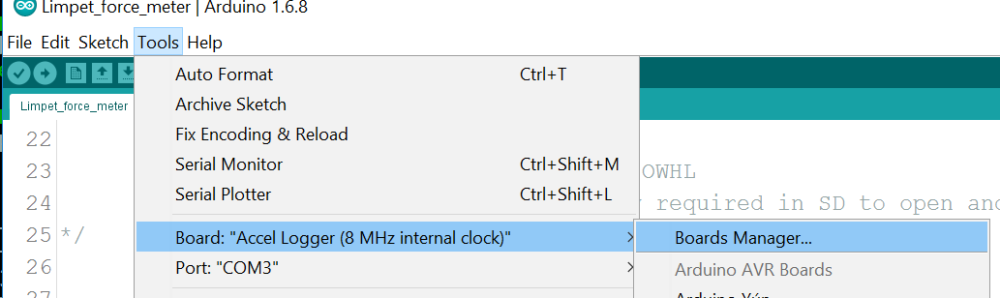 Limpet_force_meter | Arduino 1.6.8
File Edit Sketch Tools Help
Auto Format Ctrl+T
Limpet_force_meter
Archive Sketch
22
Fix Encoding & Reload
23
Serial Monitor Ctrl+Shift+M
OWHL
24
Serial Plotter Ctrl+Shift+L
required in SD to open and
25 */
Board: "Accel Logger (8 MHz internal clock)"
Boards Manager...
26
Port: "COM3"
Arduino AVR Boards
Arduino Yún